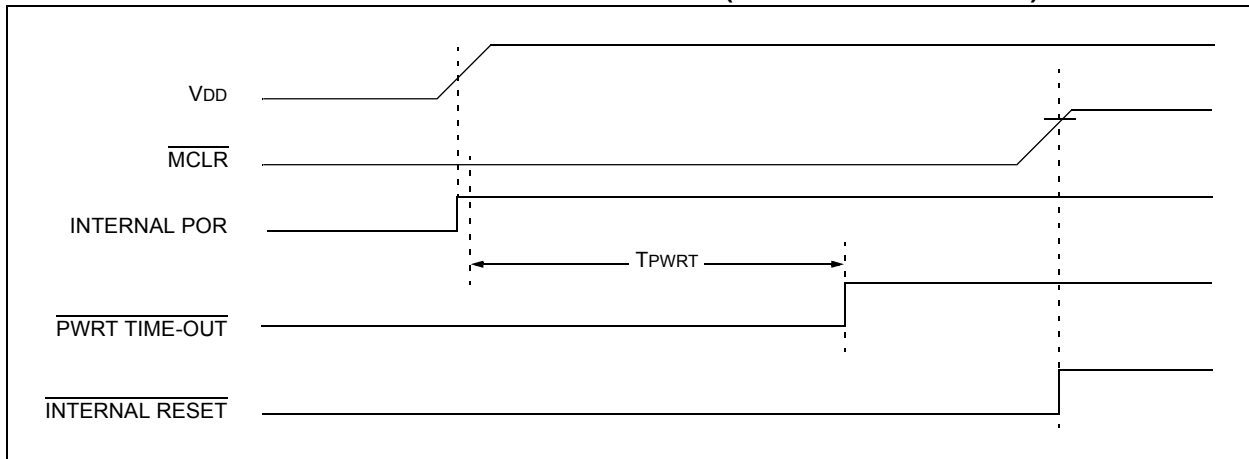 VDD
MCLR
INTERNAL POR
TPWRT
PWRT TIME-OUT
INTERNAL RESET